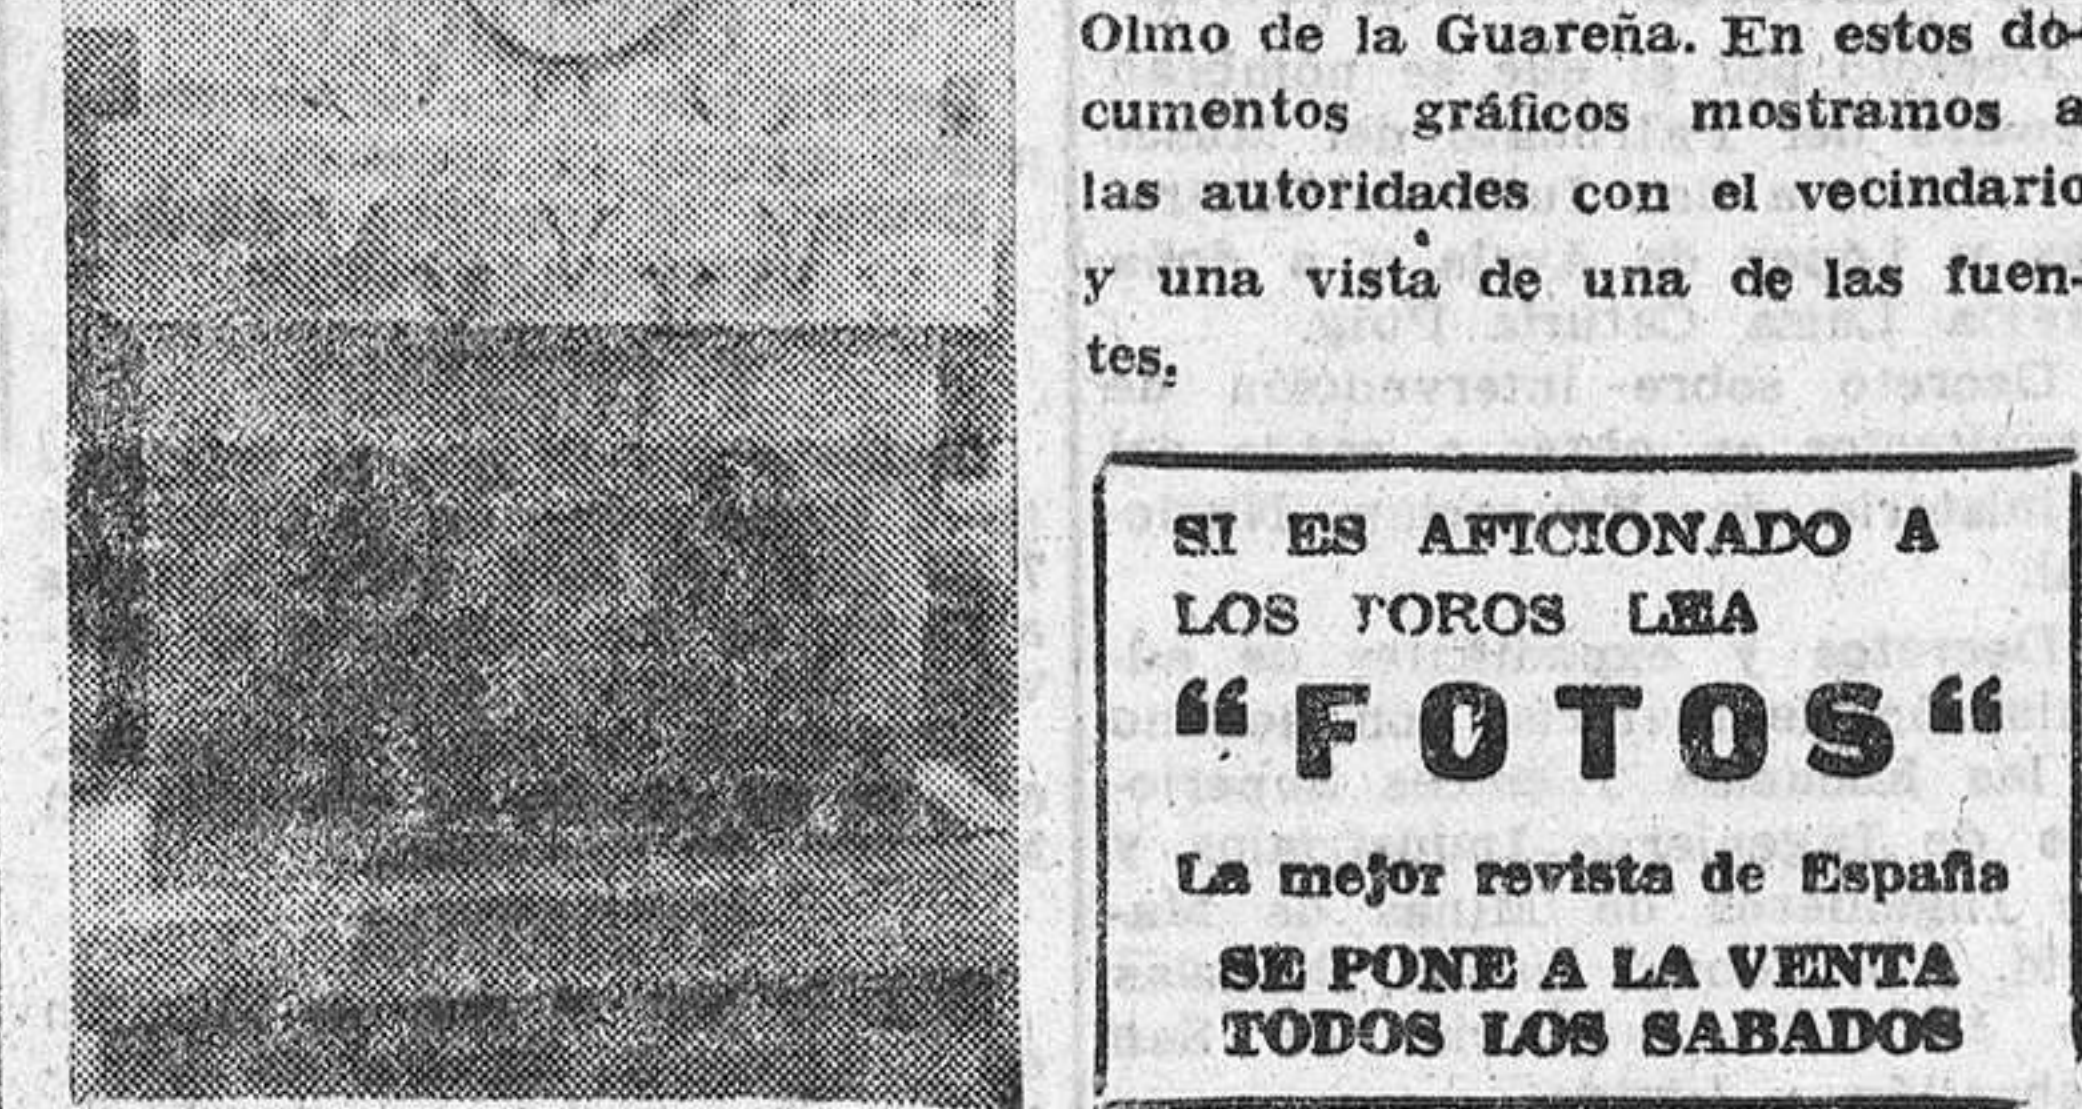 Olmo de la Guareña. En estos do-
cumentos gráficos mostramos a
las autoridades con el vecindario
y una vista de una de las fuen-
tes.
SI ES AFICIONADO A
LOS TOROS LEA
“FOTOS“
La mejor revista de España
SE PONE A LA VENTA
TODOS LOS SABADOS